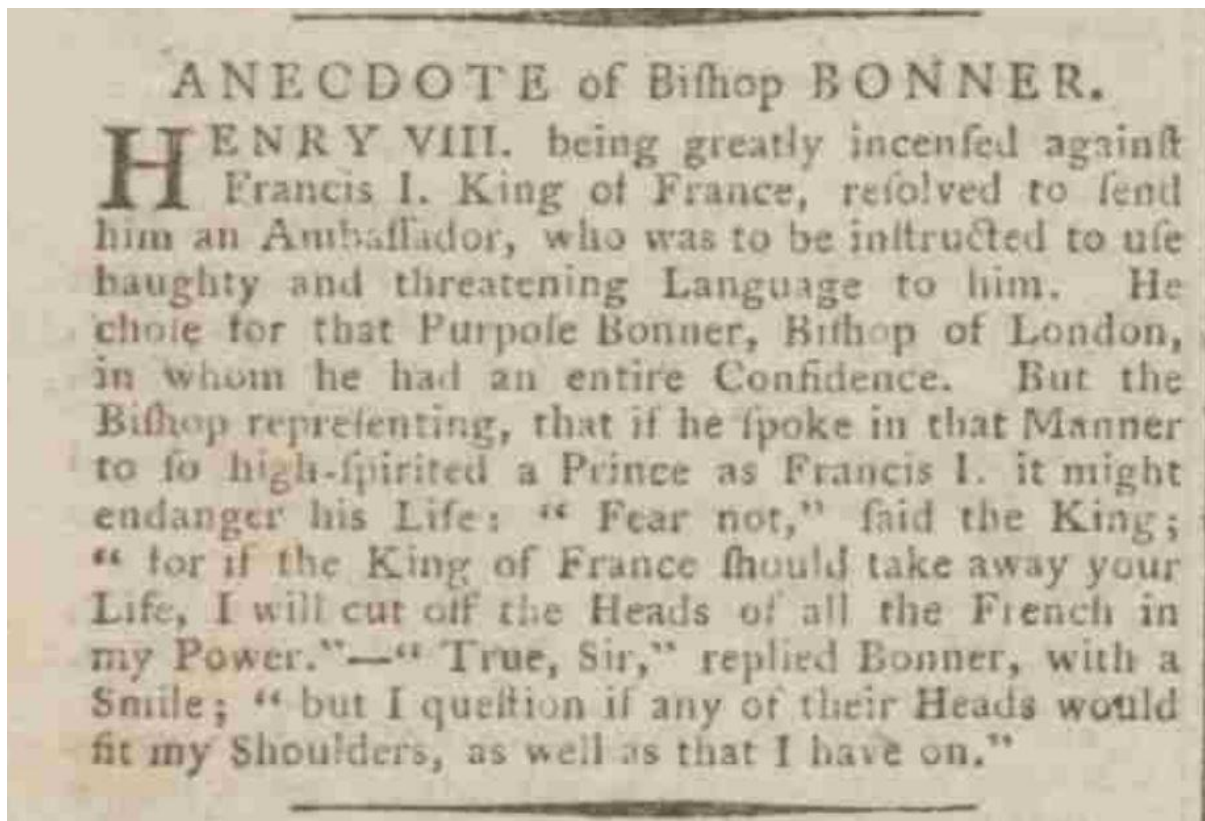 ANECDOTE of Biſhop BONNER.
HENRY VIII. being greatly incenſed againſt
Francis I. King of France, reſolved to ſend
him an Ambaſſador, who was to be inſtructed to uſe
haughty and threatening Language to him. He
choſe for that Purpoſe Bonner, Biſhop of London,
in whom he had an entire Confidence. But the
Biſhop repreſenting, that if he ſpoke in that Manner
to ſo high-ſpirited a Prince as Francis I. it might
endanger his Life: “ Fear not,” ſaid the King;
“ for if the King of France ſhould take away your
Life, I will cut off the Heads of all the French in
my Power.”—“ True, Sir,” replied Bonner, with a
Smile; “ but I queſtion if any of their Heads would
fit my Shoulders, as well as that I have on.”